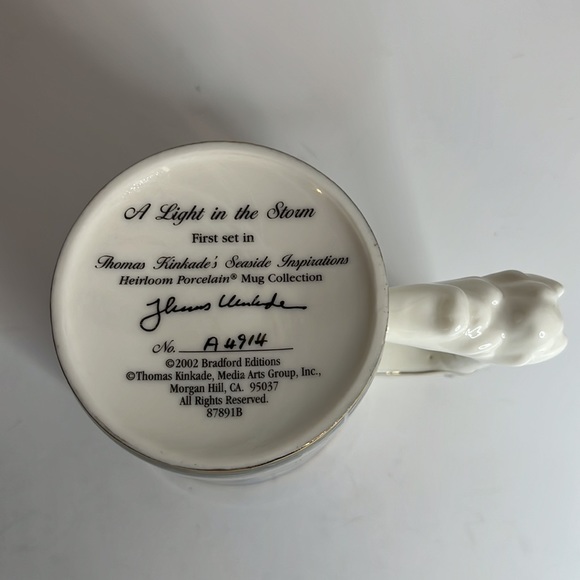 A Light in the Storm
First set in
Thomas Kinkade's Seaside Inspirations
Heirloom Porcelain® Mug Collection
Thomas Kinkade
No. A4914
©2002 Bradford Editions
©Thomas Kinkade, Media Arts Group, Inc.,
Morgan Hill, CA. 95037
All Rights Reserved.
87891B